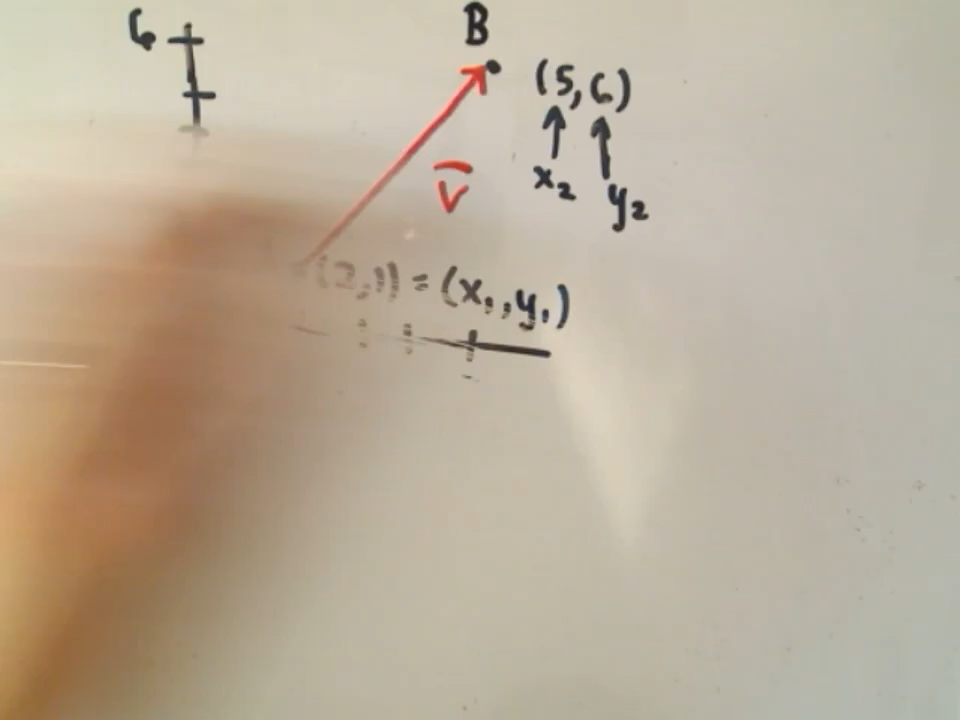 6
B
(5,6)
x₂
y₂
v̅
(2,1) = (x₁,y₁)